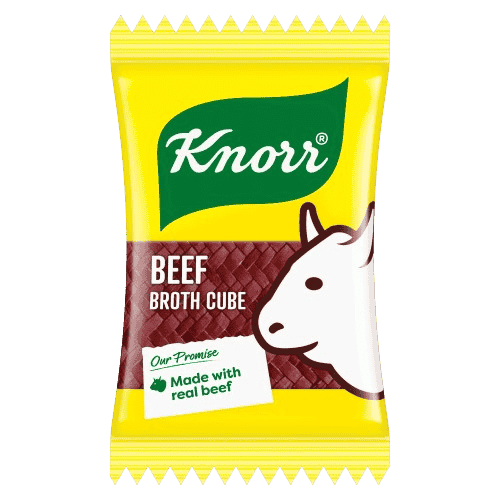 Knorr®
BEEF
BROTH CUBE
Our Promise
Made with
real beef